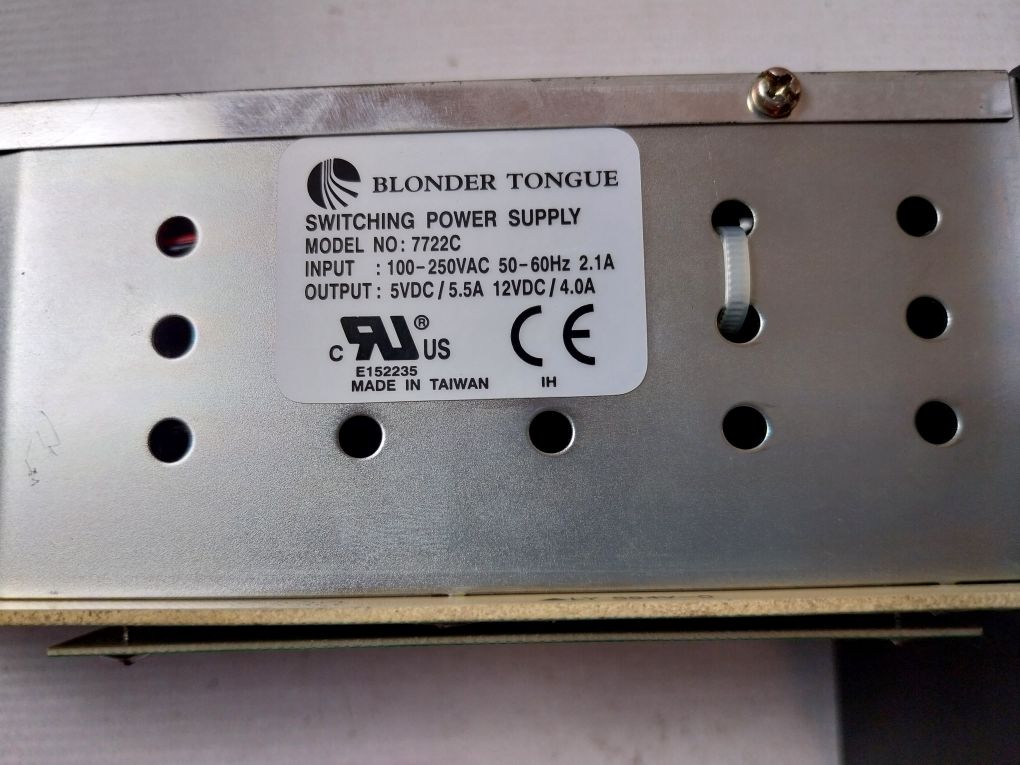 BLONDER TONGUE
SWITCHING POWER SUPPLY
MODEL NO: 7722C
INPUT : 100-250VAC 50-60Hz 2.1A
OUTPUT: 5VDC/5.5A 12VDC/4.0A
C RU ® US
CE
E152235
MADE IN TAIWAN
IH